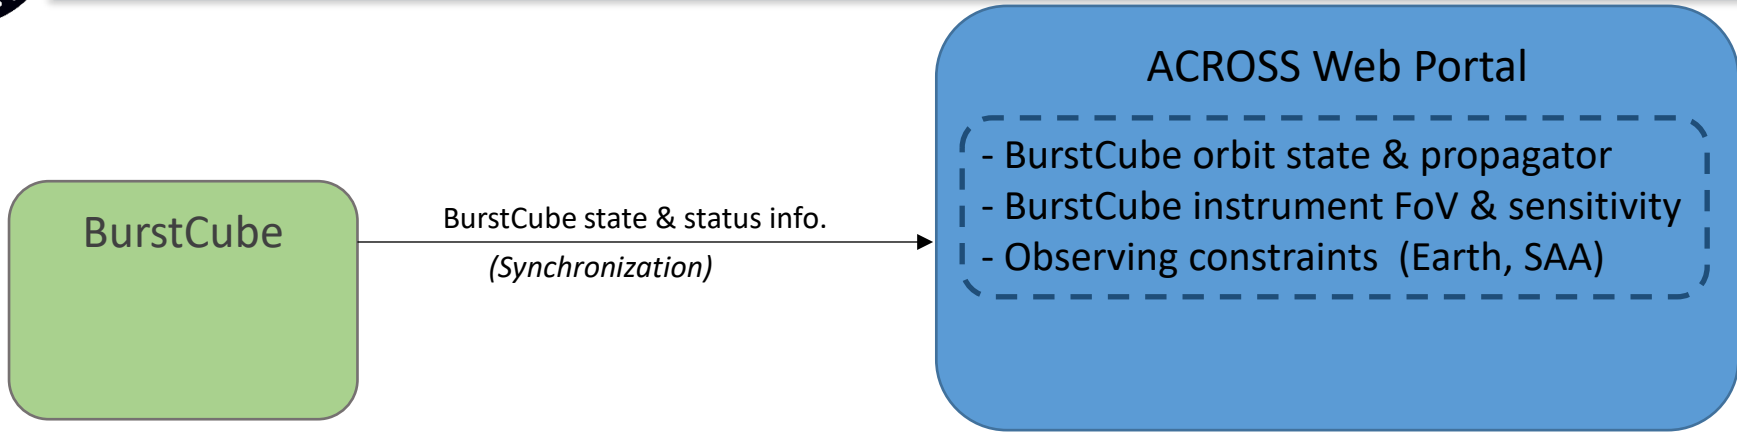 ACROSS Web Portal
- BurstCube orbit state & propagator
- BurstCube instrument FoV & sensitivity
- Observing constraints (Earth, SAA)
BurstCube
BurstCube state & status info.
(Synchronization)